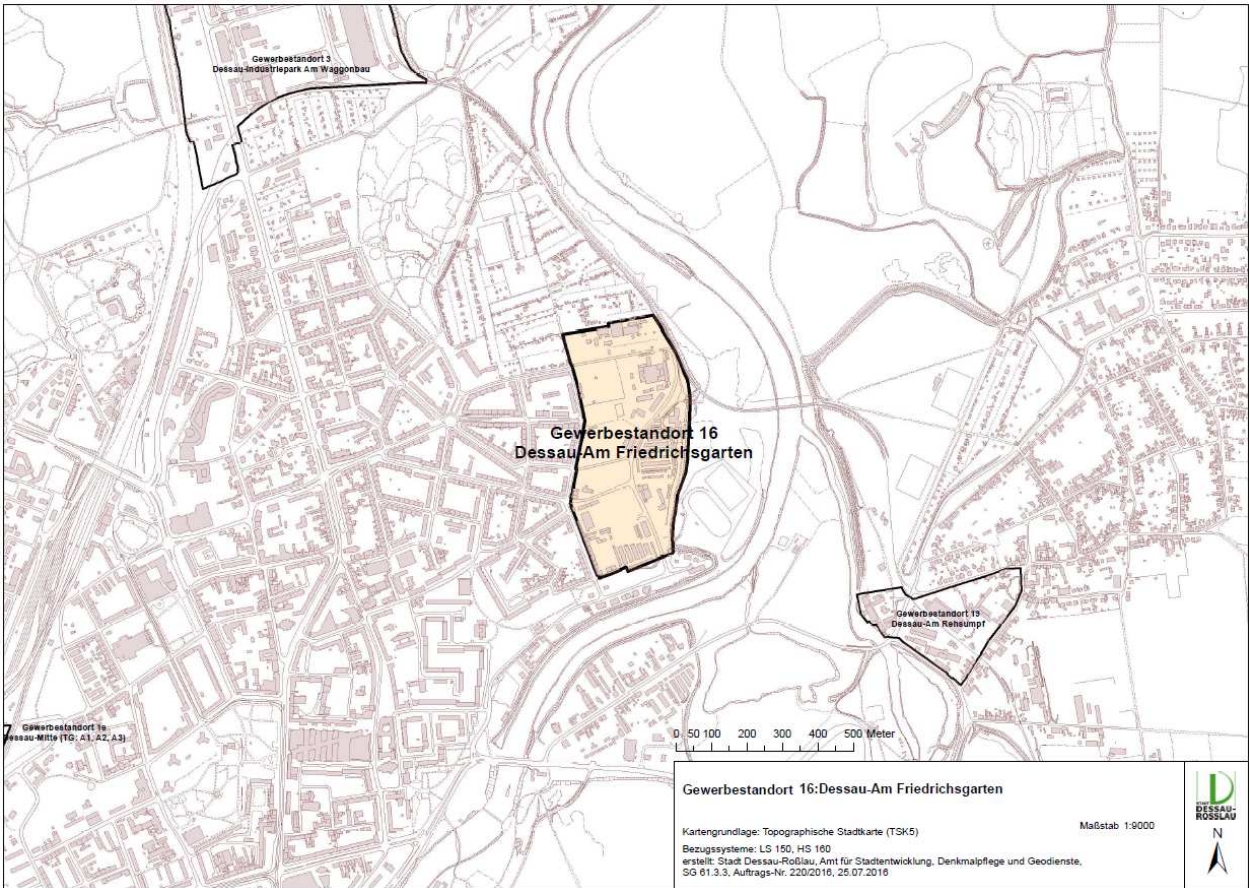 Gewerbestandort 3
Dessau-Industriepark Am Waggonbau
Gewerbestandort 16
Dessau-Am Friedrichsgarten
Gewerbestandort 13
Dessau-Am Rehsumpf
Gewerbestandort 1e
Dessau-Mitte (TG: A1, A2, A3)
0 50 100 200 300 400 500 Meter
Gewerbestandort 16:Dessau-Am Friedrichsgarten
Kartengrundlage: Topographische Stadtkarte (TSK5)
Maßstab 1:9000
Bezugssysteme: LS 150, HS 160
erstellt: Stadt Dessau-Roßlau, Amt für Stadtentwicklung, Denkmalpflege und Geodienste,
SG 61.3.3, Auftrags-Nr. 220/2016, 25.07.2016
STADT
DESSAU-
ROSSLAU
N